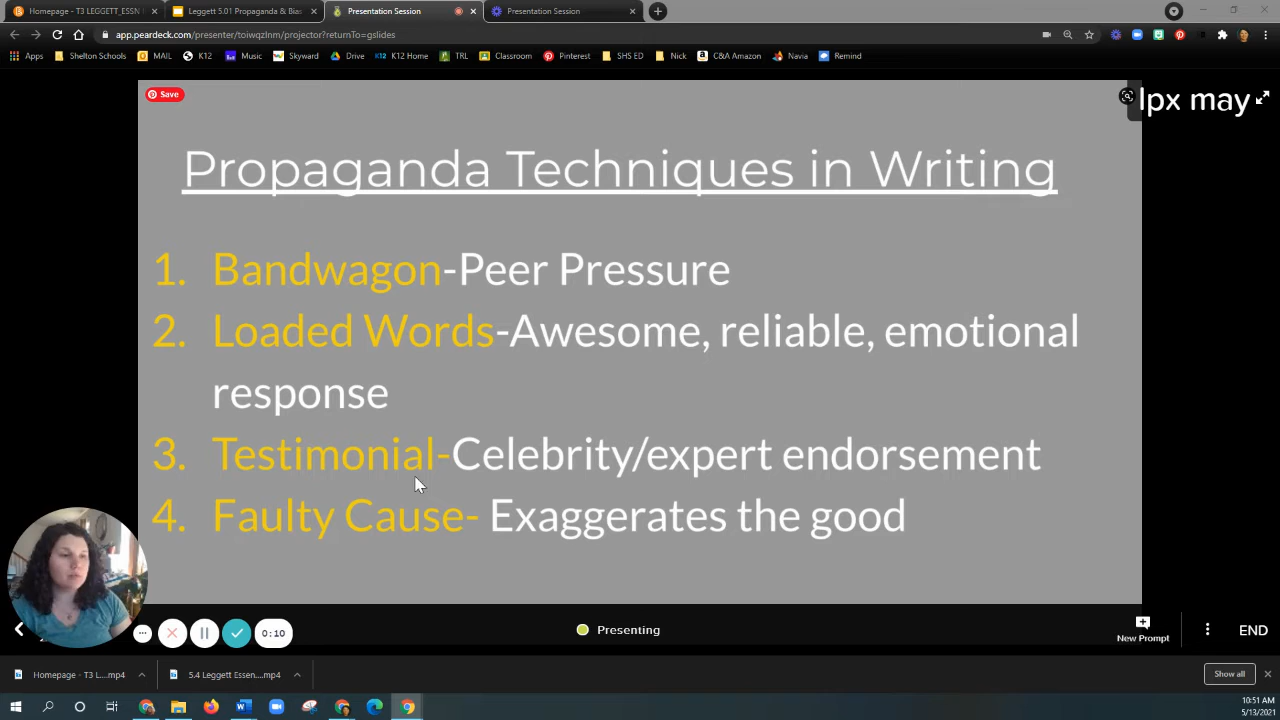 Homepage - T3 LEGGETT_ESSN
Leggett 5.01 Propaganda & Bias
Presentation Session
Presentation Session
app.peardeck.com/presenter/toiwqzlnm/projector?returnTo=gslides
Apps Shelton Schools MAIL K12 Music Skyward Drive K12 Home TRL Classroom Pinterest SHS ED Nick C&A Amazon Navia Remind
Save
lpx may
Propaganda Techniques in Writing
1. Bandwagon-Peer Pressure
2. Loaded Words-Awesome, reliable, emotional
response
3. Testimonial-Celebrity/expert endorsement
4. Faulty Cause- Exaggerates the good
0:10
Presenting
New Prompt
END
Homepage - T3 L....mp4
5.4 Leggett Essen....mp4
Show all
10:51 AM
5/13/2021